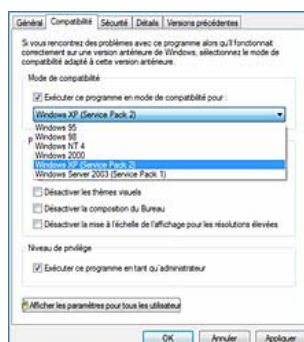 Général Compatibilité Sécurité Détails Versions précédentes
Si vous rencontrez des problèmes avec ce programme alors qu'il fonctionnait
correctement sur une version antérieure de Windows, sélectionnez le mode de
compatibilité adapté à cette version antérieure.
Mode de compatibilité
Exécuter ce programme en mode de compatibilité pour :
Windows XP (Service Pack 2)
Windows 95
Windows 98
Windows NT 4
Windows 2000
Windows XP (Service Pack 2)
Windows Server 2003 (Service Pack 1)
Désactiver les thèmes visuels
Désactiver la composition du Bureau
Désactiver la mise à l'échelle de l'affichage pour les résolutions élevées
Niveau de privilège
Exécuter ce programme en tant qu'administrateur
Afficher les paramètres pour tous les utilisateur
OK Annuler Appliquer